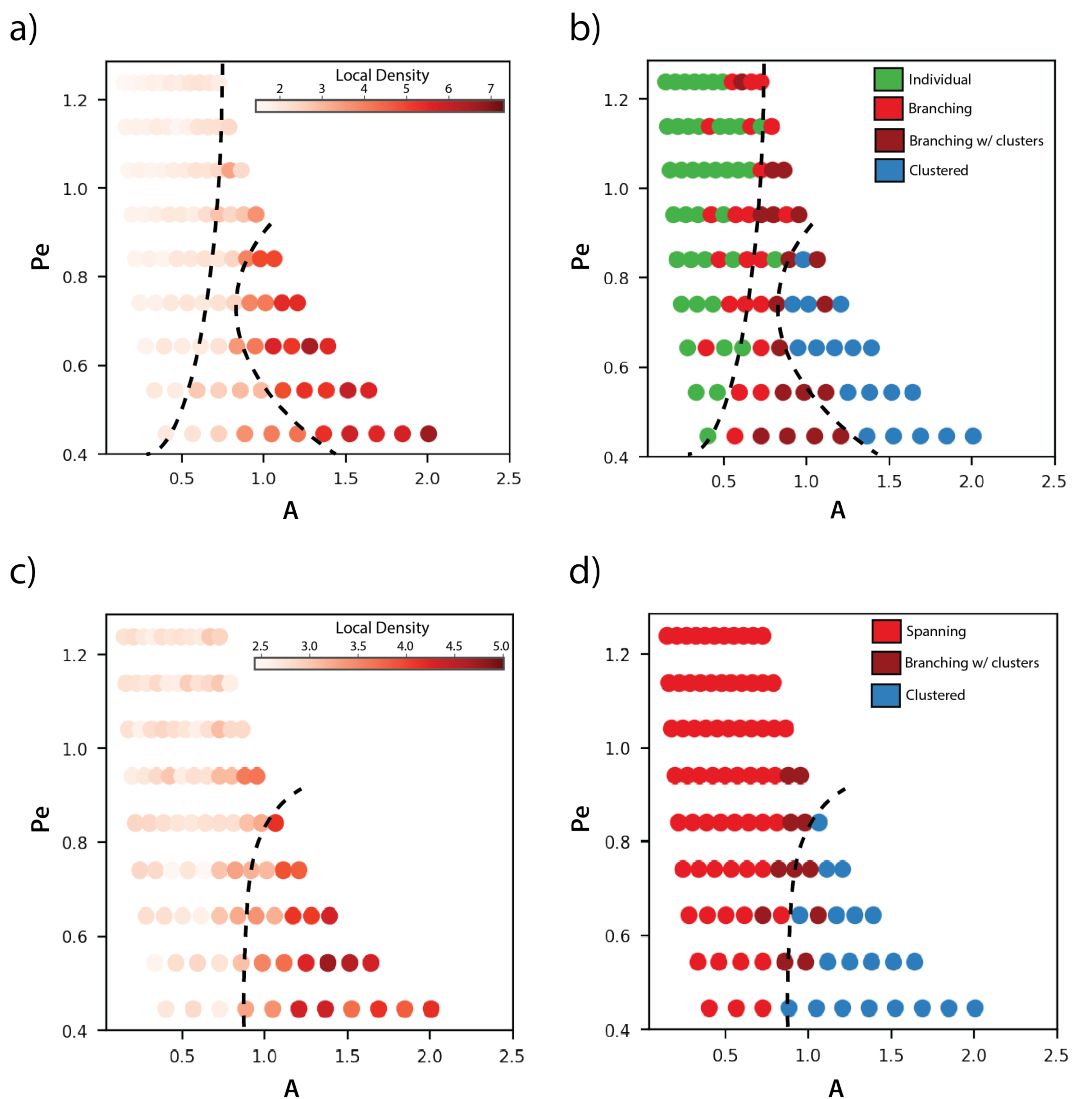 a)
Local Density
2 3 4 5 6 7
1.2
1.0
0.8
0.6
0.4
Pe
0.5 1.0 1.5 2.0 2.5
A
b)
Individual
Branching
Branching w/ clusters
Clustered
1.2
1.0
0.8
0.6
0.4
Pe
0.5 1.0 1.5 2.0 2.5
A
c)
Local Density
2.5 3.0 3.5 4.0 4.5 5.0
1.2
1.0
0.8
0.6
0.4
Pe
0.5 1.0 1.5 2.0 2.5
A
d)
Spanning
Branching w/ clusters
Clustered
1.2
1.0
0.8
0.6
0.4
Pe
0.5 1.0 1.5 2.0 2.5
A